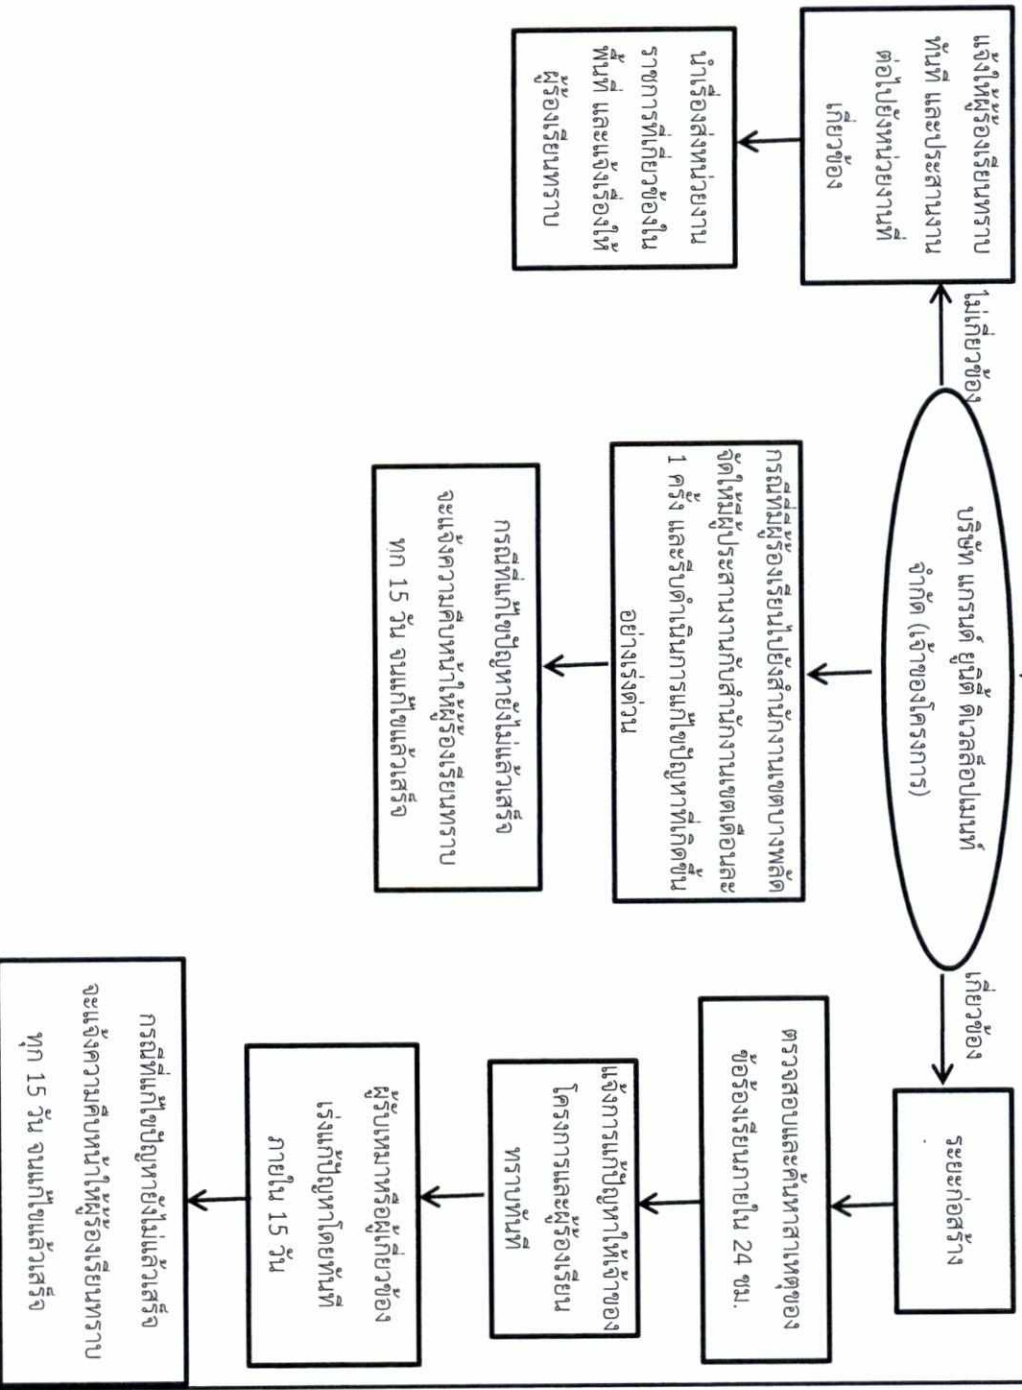 บริษัท แกรนด์ ยูนิตี้ ดิเวลล็อปเมนท์
จำกัด (เจ้าของโครงการ)
ไม่เกี่ยวข้อง
แจ้งให้ผู้ร้องเรียนทราบ
ทันที และประสานงาน
ต่อไปยังหน่วยงานที่
เกี่ยวข้อง
นำเรื่องส่งหน่วยงาน
ราชการที่เกี่ยวข้องใน
พื้นที่ และแจ้งเรื่องให้
ผู้ร้องเรียนทราบ
กรณีที่มีผู้ร้องเรียนไปยังสำนักงานเขตบางพลัด
จัดให้มีผู้ประสานงานกับสำนักงานเขตเดือนละ
1 ครั้ง และรีบดำเนินการแก้ไขปัญหาที่เกิดขึ้น
อย่างเร่งด่วน
กรณีที่แก้ไขปัญหายังไม่แล้วเสร็จ
จะแจ้งความคืบหน้าให้ผู้ร้องเรียนทราบ
ทุก 15 วัน จนแก้ไขแล้วเสร็จ
เกี่ยวข้อง
ระยะก่อสร้าง
ตรวจสอบและค้นหาสาเหตุของ
ข้อร้องเรียนภายใน 24 ชม.
แจ้งการแก้ปัญหาให้เจ้าของ
โครงการและผู้ร้องเรียน
ทราบทันที
ผู้รับเหมาหรือผู้เกี่ยวข้อง
เร่งแก้ปัญหาโดยทันที
ภายใน 15 วัน
กรณีที่แก้ไขปัญหายังไม่แล้วเสร็จ
จะแจ้งความคืบหน้าให้ผู้ร้องเรียนทราบ
ทุก 15 วัน จนแก้ไขแล้วเสร็จ